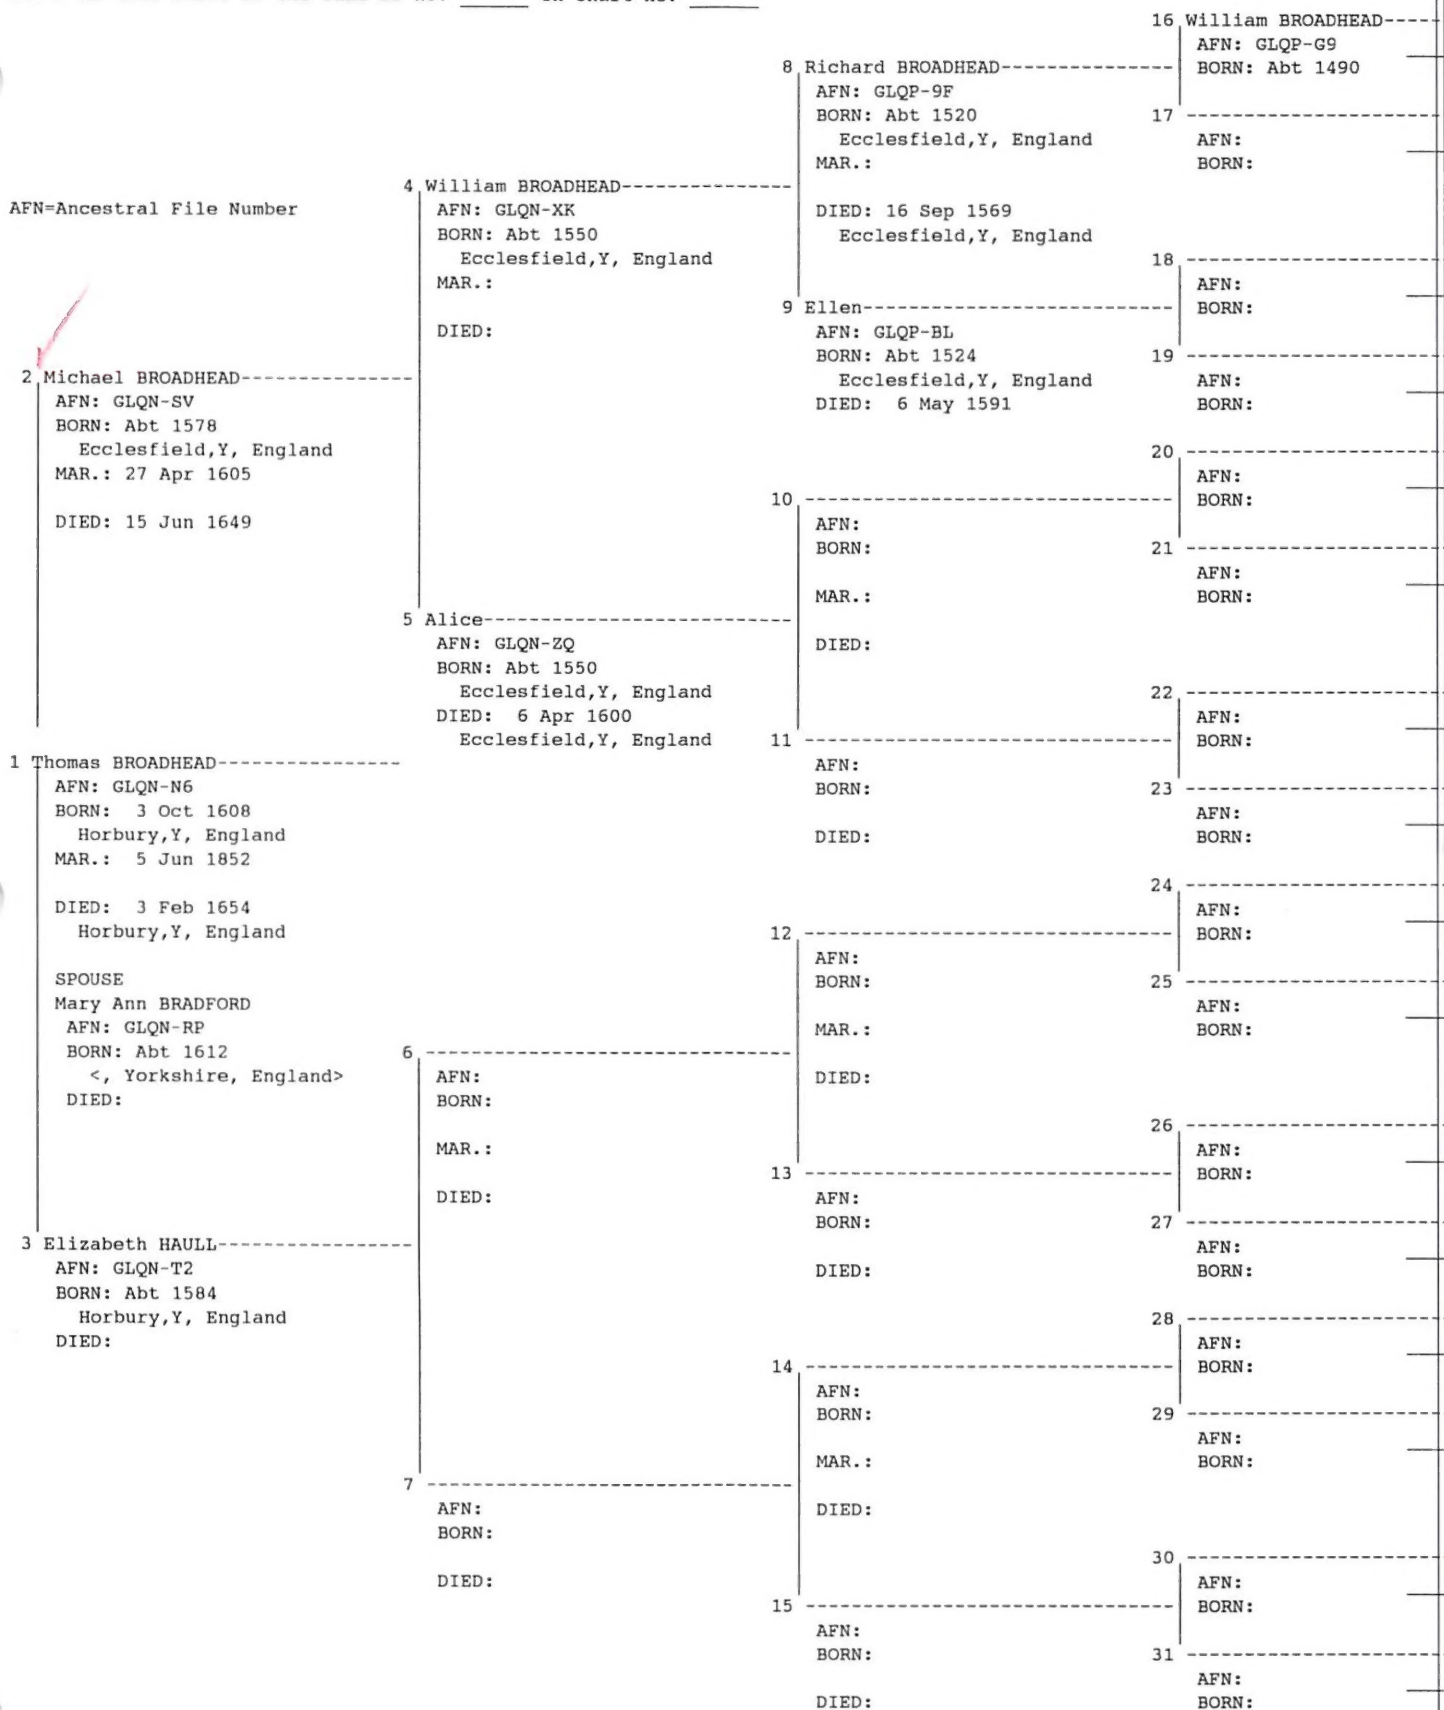 AFN=Ancestral File Number
2 Michael BROADHEAD---------------
AFN: GLQN-SV
BORN: Abt 1578
Ecclesfield,Y, England
MAR.: 27 Apr 1605
DIED: 15 Jun 1649
1 Thomas BROADHEAD----------------
AFN: GLQN-N6
BORN: 3 Oct 1608
Horbury,Y, England
MAR.: 5 Jun 1852
DIED: 3 Feb 1654
Horbury,Y, England
SPOUSE
Mary Ann BRADFORD
AFN: GLQN-RP
BORN: Abt 1612
<, Yorkshire, England>
DIED:
3 Elizabeth HAULL-----------------
AFN: GLQN-T2
BORN: Abt 1584
Horbury,Y, England
DIED:
4 William BROADHEAD---------------
AFN: GLQN-XK
BORN: Abt 1550
Ecclesfield,Y, England
MAR.:
DIED:
5 Alice---------------------------
AFN: GLQN-ZQ
BORN: Abt 1550
Ecclesfield,Y, England
DIED: 6 Apr 1600
Ecclesfield,Y, England
6 --------------------------------
AFN:
BORN:
MAR.:
DIED:
7 --------------------------------
AFN:
BORN:
DIED:
8 Richard BROADHEAD---------------
AFN: GLQP-9F
BORN: Abt 1520
Ecclesfield,Y, England
MAR.:
DIED: 16 Sep 1569
Ecclesfield,Y, England
9 Ellen---------------------------
AFN: GLQP-BL
BORN: Abt 1524
Ecclesfield,Y, England
DIED: 6 May 1591
10 --------------------------------
AFN:
BORN:
MAR.:
DIED:
11 --------------------------------
AFN:
BORN:
DIED:
12 --------------------------------
AFN:
BORN:
MAR.:
DIED:
13 --------------------------------
AFN:
BORN:
DIED:
14 --------------------------------
AFN:
BORN:
MAR.:
DIED:
15 --------------------------------
AFN:
BORN:
DIED:
16 William BROADHEAD-----
AFN: GLQP-G9
BORN: Abt 1490
17 ----------------------
AFN:
BORN:
18 ----------------------
AFN:
BORN:
19 ----------------------
AFN:
BORN:
20 ----------------------
AFN:
BORN:
21 ----------------------
AFN:
BORN:
22 ----------------------
AFN:
BORN:
23 ----------------------
AFN:
BORN:
24 ----------------------
AFN:
BORN:
25 ----------------------
AFN:
BORN:
26 ----------------------
AFN:
BORN:
27 ----------------------
AFN:
BORN:
28 ----------------------
AFN:
BORN:
29 ----------------------
AFN:
BORN:
30 ----------------------
AFN:
BORN:
31 ----------------------
AFN:
BORN: